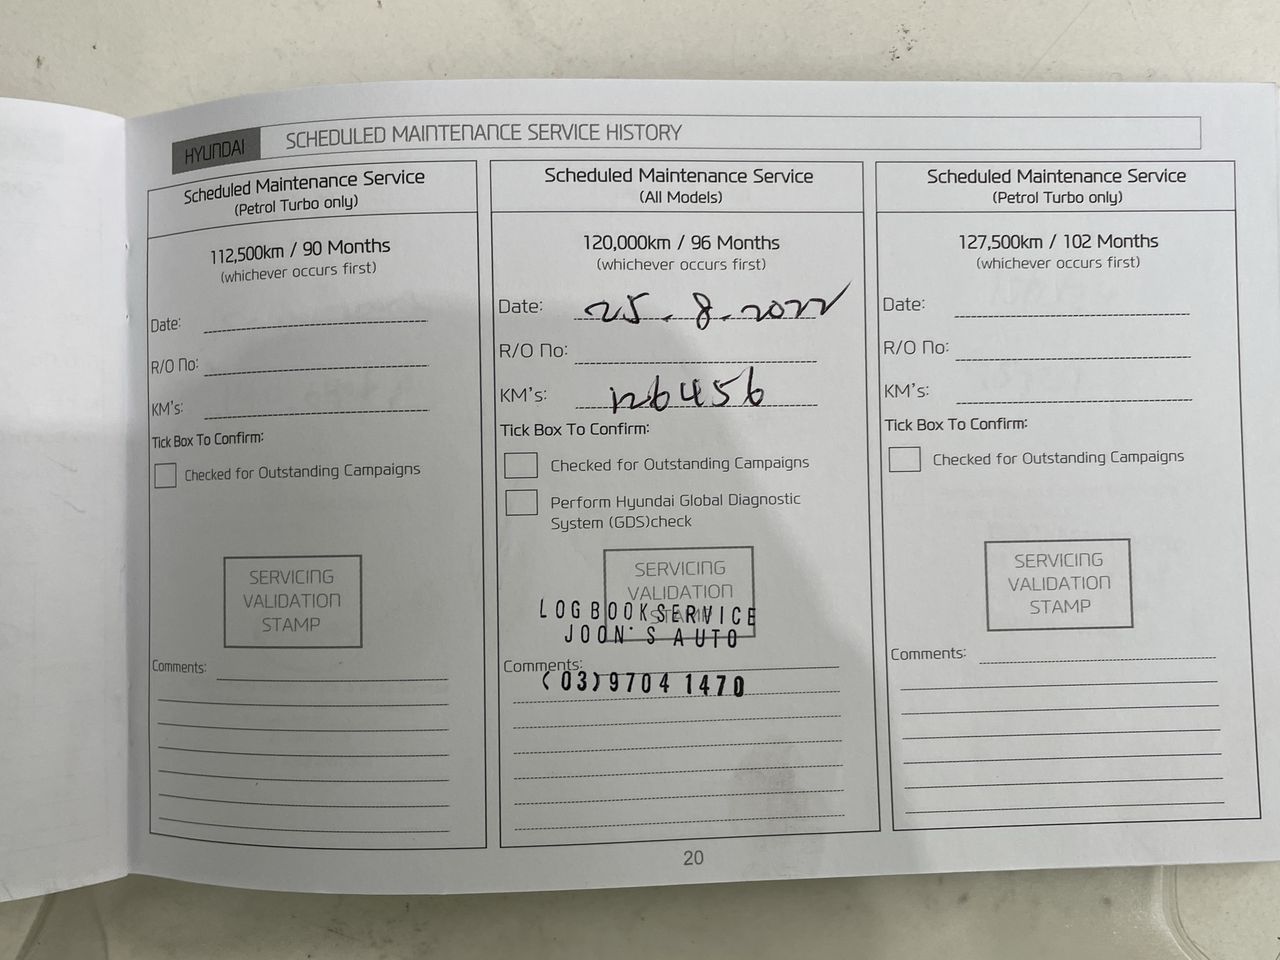 HYUNDAI
SCHEDULED MAINTENANCE SERVICE HISTORY
Scheduled Maintenance Service
(Petrol Turbo only)
112,500km / 90 Months
(whichever occurs first)
Date:
R/O No:
KM's:
Tick Box To Confirm:
Checked for Outstanding Campaigns
SERVICING
VALIDATION
STAMP
Comments:
Scheduled Maintenance Service
(All Models)
120,000km / 96 Months
(whichever occurs first)
Date: 25.8.2022
R/O No:
KM's: 126456
Tick Box To Confirm:
Checked for Outstanding Campaigns
Perform Hyundai Global Diagnostic
System (GDS)check
SERVICING
VALIDATION
STAMP
LOGBOOKSERVICE
JOON'S AUTO
Comments:
(03)9704 1470
Scheduled Maintenance Service
(Petrol Turbo only)
127,500km / 102 Months
(whichever occurs first)
Date:
R/O No:
KM's:
Tick Box To Confirm:
Checked for Outstanding Campaigns
SERVICING
VALIDATION
STAMP
Comments:
20